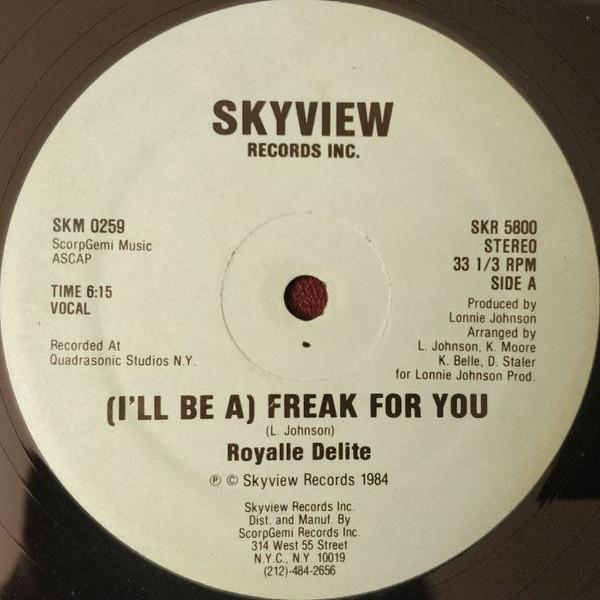 SKYVIEW
RECORDS INC.
SKM 0259
ScorpGemi Music
ASCAP
TIME 6:15
VOCAL
Recorded At
Quadrasonic Studios N.Y.
SKR 5800
STEREO
33 1/3 RPM
SIDE A
Produced by
Lonnie Johnson
Arranged by
L. Johnson, K. Moore
K. Belle, D. Staler
for Lonnie Johnson Prod.
(I'LL BE A) FREAK FOR YOU
(L. Johnson)
Royalle Delite
℗ © Skyview Records 1984
Skyview Records Inc.
Dist. and Manuf. By
ScorpGemi Records Inc.
314 West 55 Street
N.Y.C., N.Y. 10019
(212)-484-2656